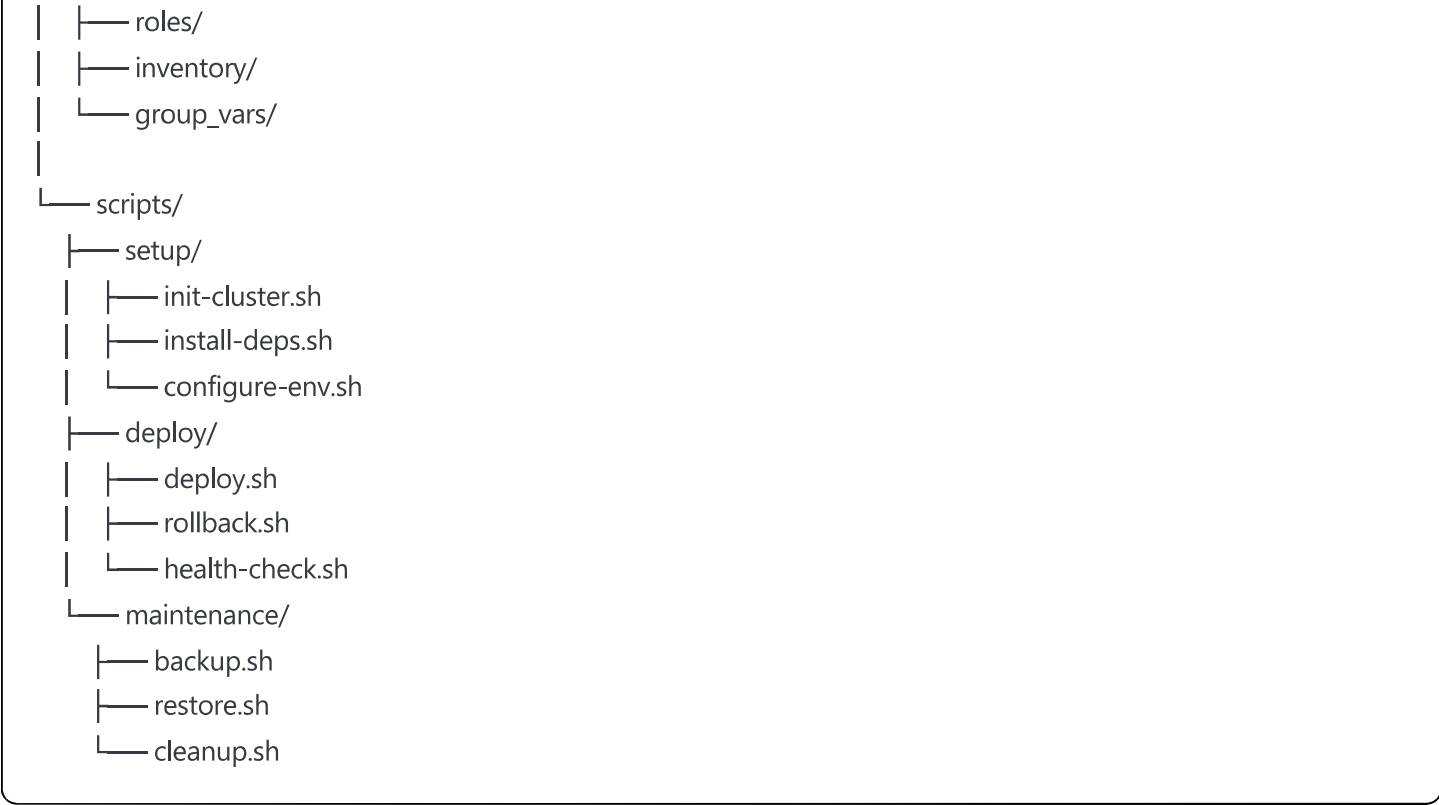 │   ├── roles/
│   ├── inventory/
│   └── group_vars/
│
└── scripts/
    ├── setup/
    │   ├── init-cluster.sh
    │   ├── install-deps.sh
    │   └── configure-env.sh
    ├── deploy/
    │   ├── deploy.sh
    │   ├── rollback.sh
    │   └── health-check.sh
    └── maintenance/
        ├── backup.sh
        ├── restore.sh
        └── cleanup.sh